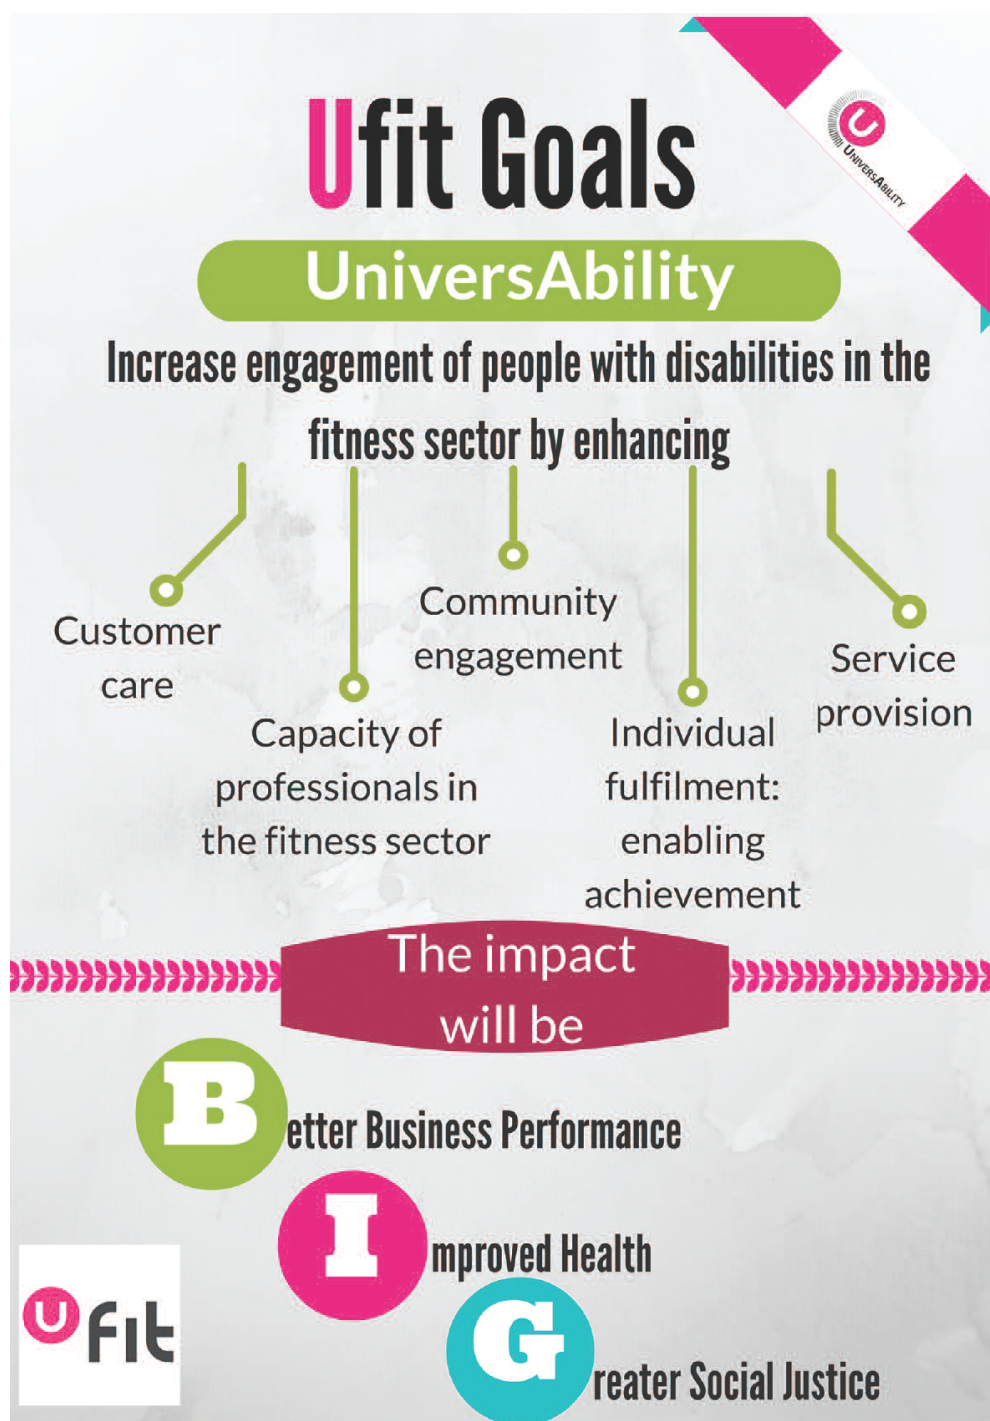 Ufit Goals
UNIVERSABILITY
UniversAbility
Increase engagement of people with disabilities in the
fitness sector by enhancing
Customer
care
Capacity of
professionals in
the fitness sector
Community
engagement
Individual
fulfilment:
enabling
achievement
Service
provision
The impact
will be
Better Business Performance
Improved Health
Greater Social Justice
U fit